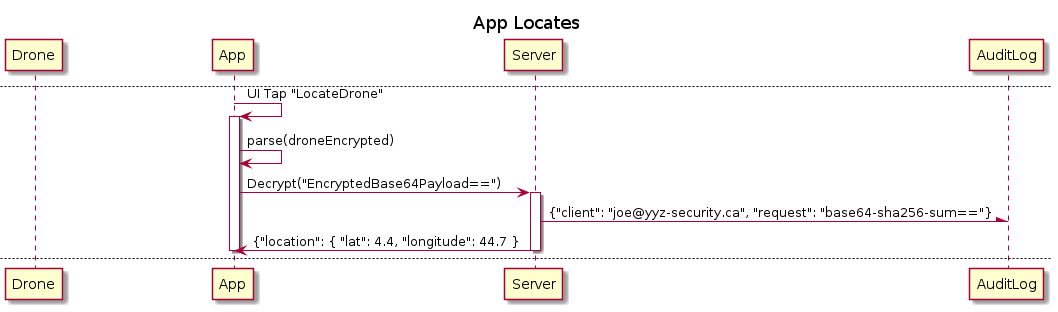 App Locates
Drone
App
Server
AuditLog
UI Tap "LocateDrone"
parse(droneEncrypted)
Decrypt("EncryptedBase64Payload==")
{"client": "joe@yyz-security.ca", "request": "base64-sha256-sum=="}
{"location": { "lat": 4.4, "longitude": 44.7 }
Drone
App
Server
AuditLog